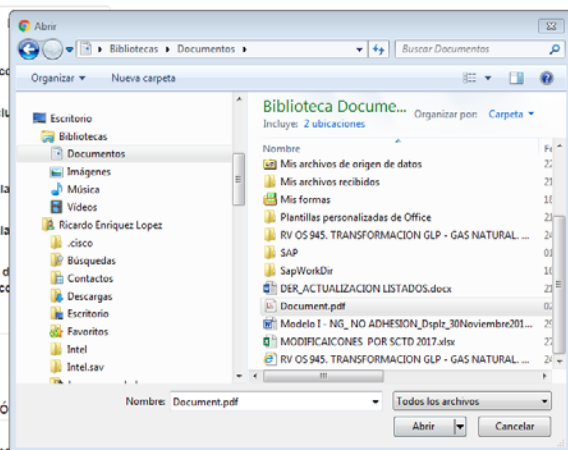 Abrir
Bibliotecas Documentos
Buscar Documentos
Organizar
Nueva carpeta
Escritorio
Bibliotecas
Documentos
Imágenes
Música
Vídeos
Ricardo Enriquez Lopez
.cisco
Búsquedas
Contactos
Descargas
Escritorio
Favoritos
Intel
Intel.sav
Biblioteca Docume...
Incluye: 2 ubicaciones
Organizar por: Carpeta
Nombre
Mis archivos de origen de datos
Mis archivos recibidos
Mis formas
Plantillas personalizadas de Office
RV OS 945. TRANSFORMACION GLP - GAS NATURAL. ...
SAP
SapWorkDir
DER_ACTUALIZACION LISTADOS.docx
Document.pdf
Modelo I - NG_ NO ADHESION_Dsplz_30Noviembre201...
MODIFICAICONES POR SCTD 2017.xlsx
RV OS 945. TRANSFORMACION GLP - GAS NATURAL. ...
Nombre: Document.pdf
Todos los archivos
Abrir
Cancelar